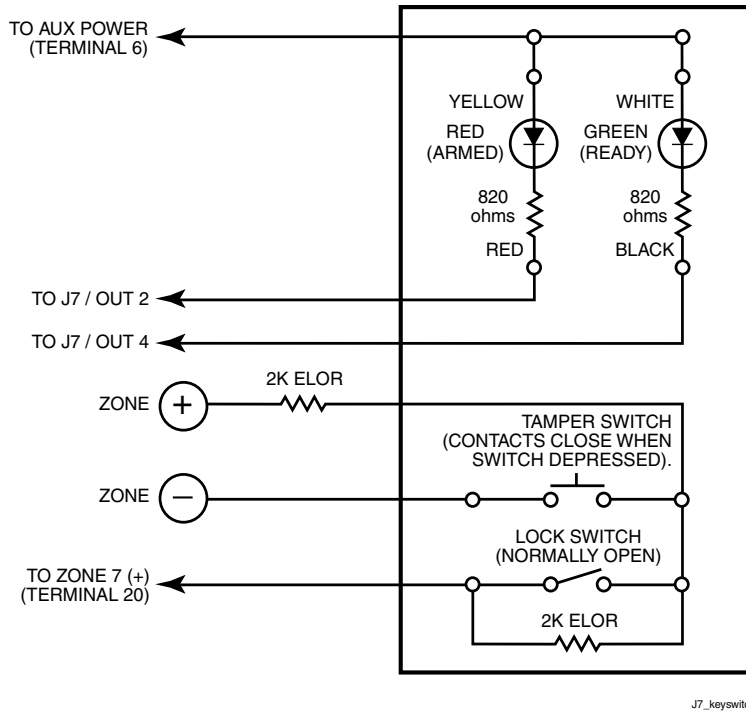 TO AUX POWER
(TERMINAL 6)
YELLOW
WHITE
RED
(ARMED)
GREEN
(READY)
820
ohms
820
ohms
RED
BLACK
TO J7 / OUT 2
TO J7 / OUT 4
2K ELOR
ZONE +
TAMPER SWITCH
(CONTACTS CLOSE WHEN
SWITCH DEPRESSED).
ZONE –
LOCK SWITCH
(NORMALLY OPEN)
TO ZONE 7 (+)
(TERMINAL 20)
2K ELOR